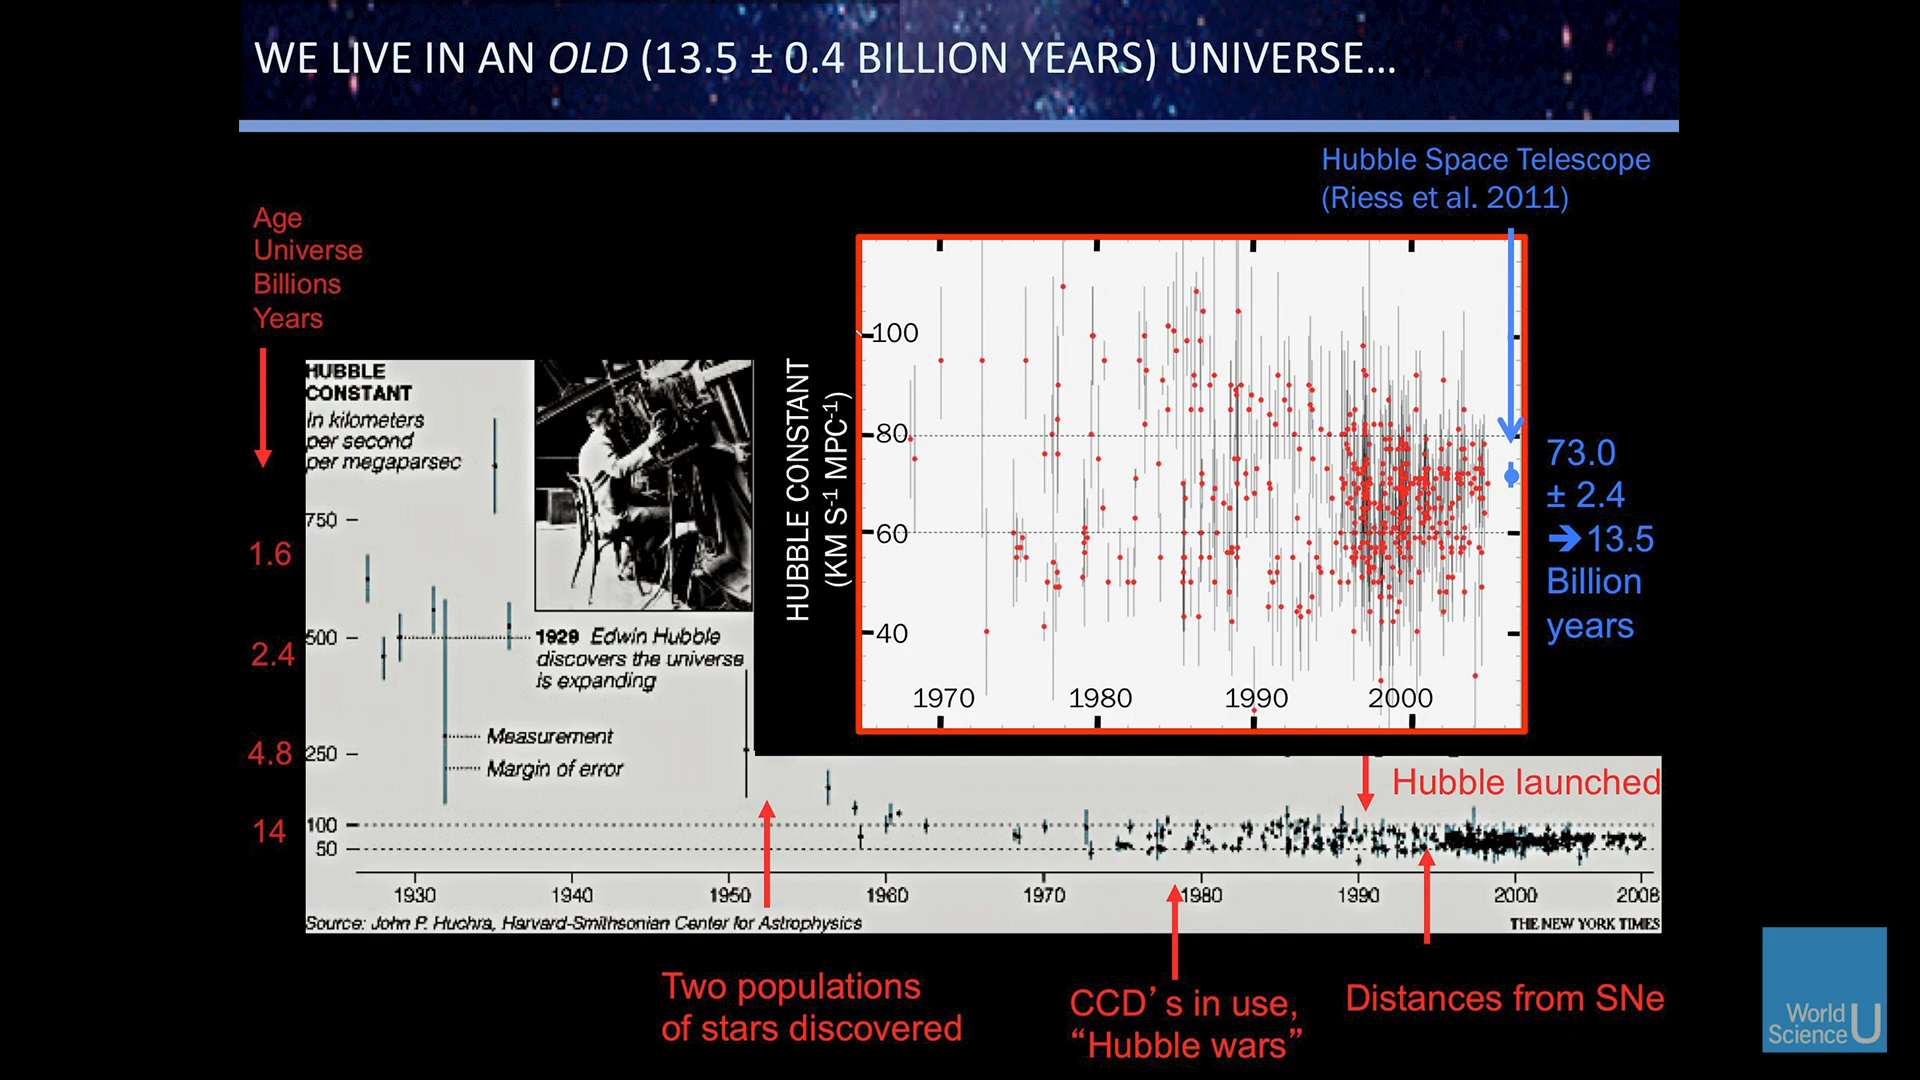 WE LIVE IN AN OLD (13.5 ± 0.4 BILLION YEARS) UNIVERSE...
Hubble Space Telescope
(Riess et al. 2011)
Age
Universe
Billions
Years
1.6
2.4
4.8
14
HUBBLE
CONSTANT
In kilometers
per second
per megaparsec
750
500
250
100
50
1929 Edwin Hubble
discovers the universe
is expanding
Measurement
Margin of error
HUBBLE CONSTANT
(KM S-1 MPC-1)
100
80
60
40
1970
1980
1990
2000
73.0
± 2.4
➔13.5
Billion
years
Hubble launched
1930
1940
1950
1960
1970
1980
1990
2000
2008
Source: John P. Huchra, Harvard-Smithsonian Center for Astrophysics
THE NEW YORK TIMES
Two populations
of stars discovered
CCD’s in use,
“Hubble wars”
Distances from SNe
World
Science U